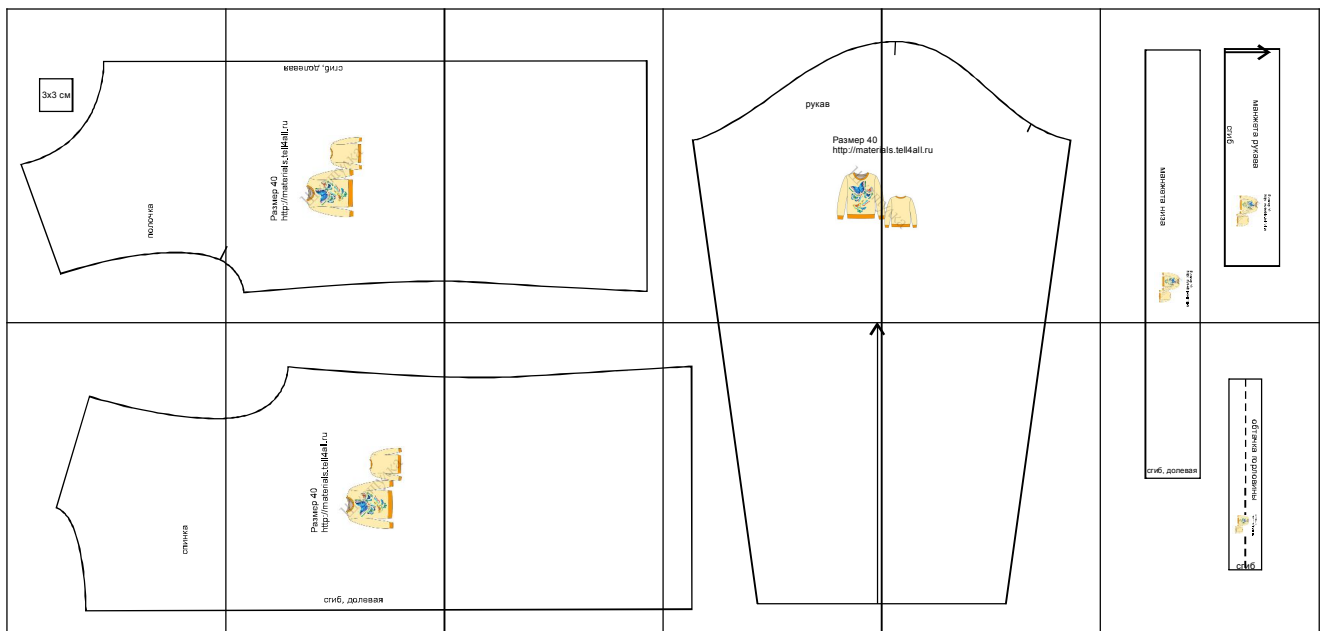 3х3 см
сгиб, долевая
Размер 40
http://materials.tell4all.ru
полочка
рукав
Размер 40
http://materials.tell4all.ru
манжета низа
сгиб, долевая
сгиб
манжета рукава
спинка
Размер 40
http://materials.tell4all.ru
сгиб, долевая
обтачка горловины
сгиб